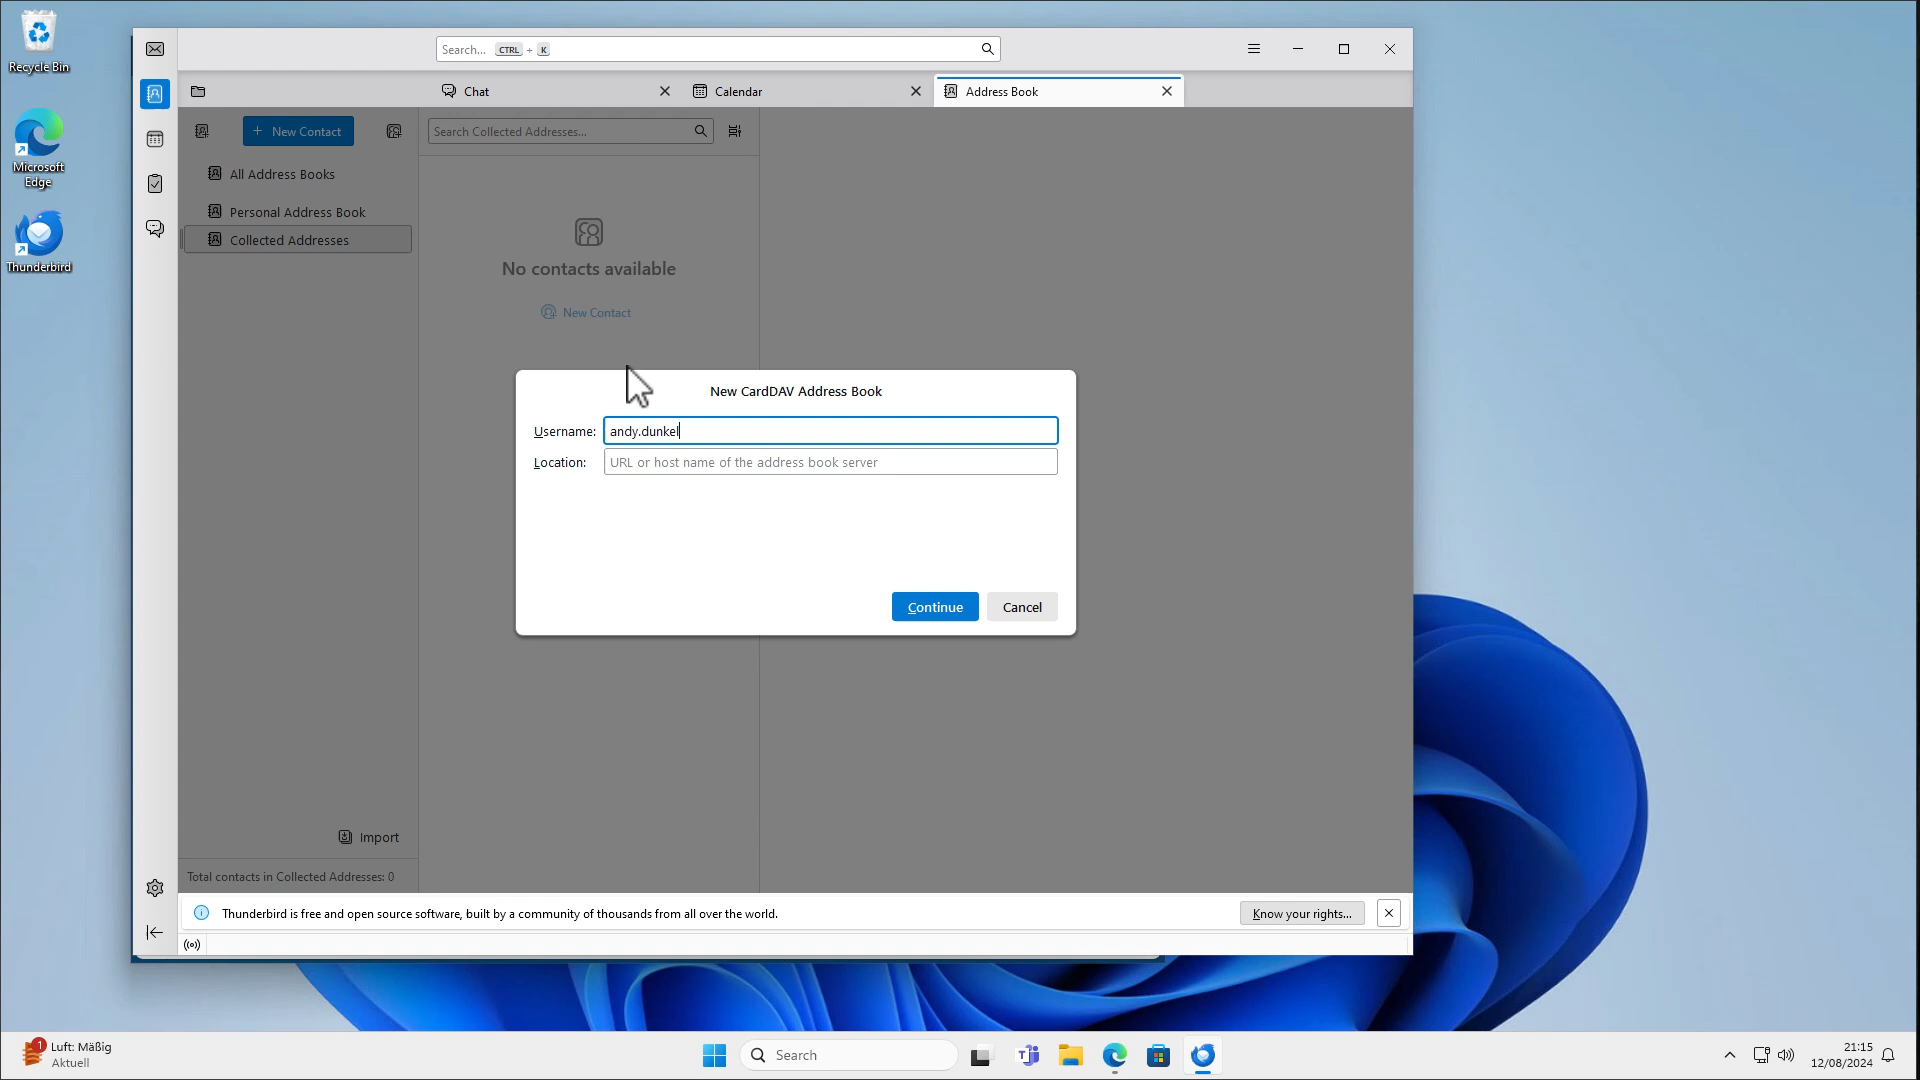 Recycle Bin
Microsoft
Edge
Thunderbird
Search... CTRL + K
Chat
Calendar
Address Book
+ New Contact
Search Collected Addresses...
All Address Books
Personal Address Book
Collected Addresses
No contacts available
New Contact
New CardDAV Address Book
Username: andy.dunkel
Location: URL or host name of the address book server
Continue
Cancel
Import
Total contacts in Collected Addresses: 0
Thunderbird is free and open source software, built by a community of thousands from all over the world.
Know your rights...
1
Luft: Mäßig
Aktuell
Search
21:15
12/08/2024